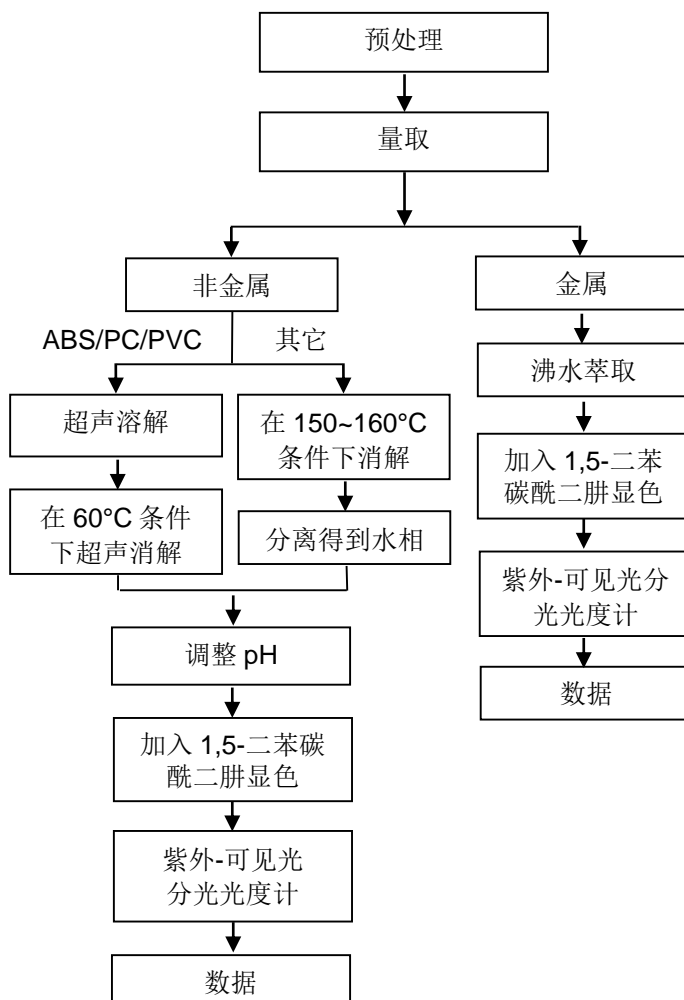 预处理
量取
非金属
金属
ABS/PC/PVC
其它
沸水萃取
超声溶解
在 150~160°C
条件下消解
加入 1,5-二苯
碳酰二肼显色
在 60°C 条件
下超声消解
分离得到水相
紫外-可见光分
光光度计
调整 pH
数据
加入 1,5-二苯碳
酰二肼显色
紫外-可见光
分光光度计
数据